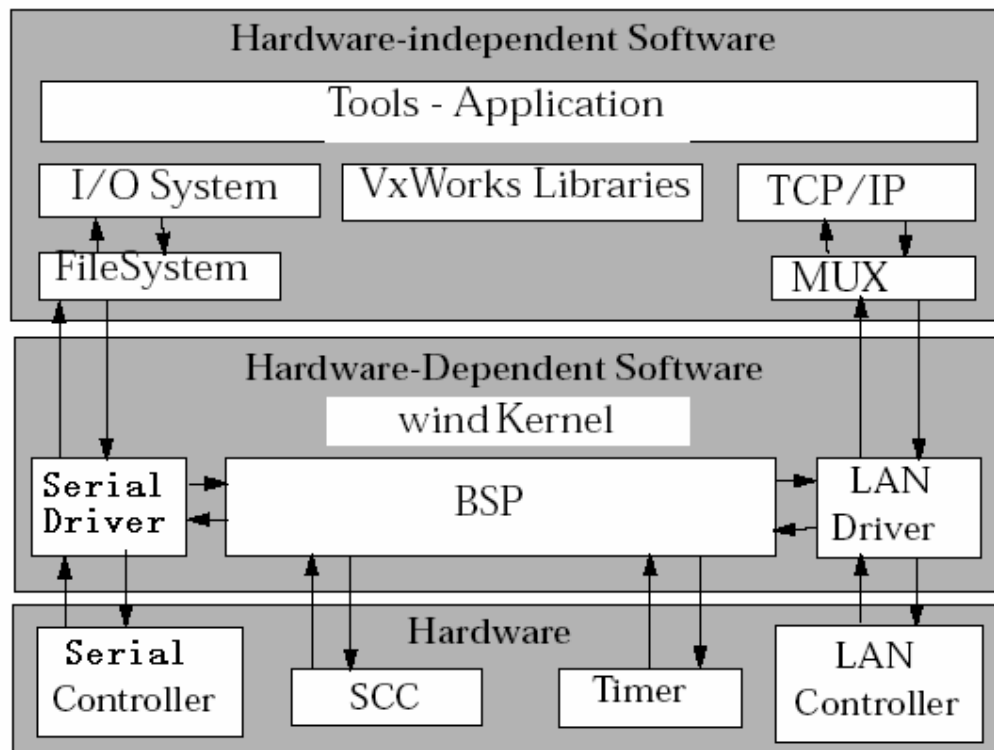 Hardware-independent Software
Tools - Application
I/O System
VxWorks Libraries
TCP/IP
FileSystem
MUX
Hardware-Dependent Software
wind Kernel
Serial
Driver
BSP
LAN
Driver
Hardware
Serial
Controller
SCC
Timer
LAN
Controller